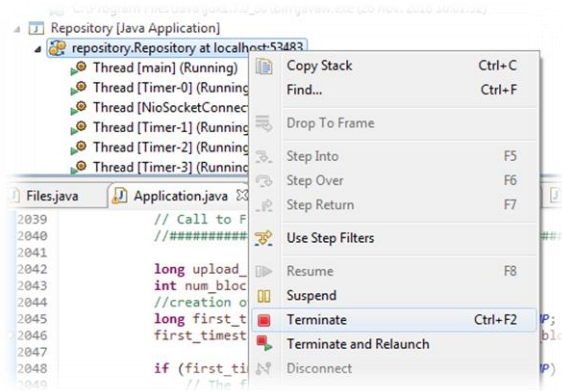 Repository [Java Application]
repository.Repository at localhost:53483
Thread [main] (Running)
Thread [Timer-0] (Running
Thread [NioSocketConnec
Thread [Timer-1] (Running
Thread [Timer-2] (Running
Thread [Timer-3] (Running
Copy Stack Ctrl+C
Find... Ctrl+F
Drop To Frame
Step Into F5
Step Over F6
Step Return F7
Use Step Filters
Resume F8
Suspend
Terminate Ctrl+F2
Terminate and Relaunch
Disconnect
Files.java Application.java
2039 // Call to F
2040 //##########
2041
2042 long upload_
2043 int num_bloc
2044 //creation o
2045 long first_t
2046 first_timest
2047
2048 if (first_ti
2049 // The f